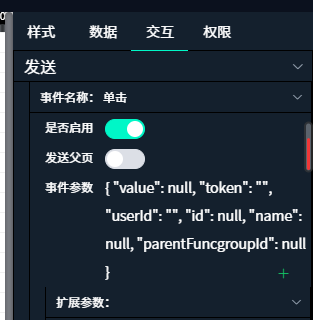 样式 数据 交互 权限
发送
事件名称： 单击
是否启用
发送父页
事件参数 { "value": null, "token": "",
"userId": "", "id": null, "name":
null, "parentFuncgroupId": null
}
扩展参数：